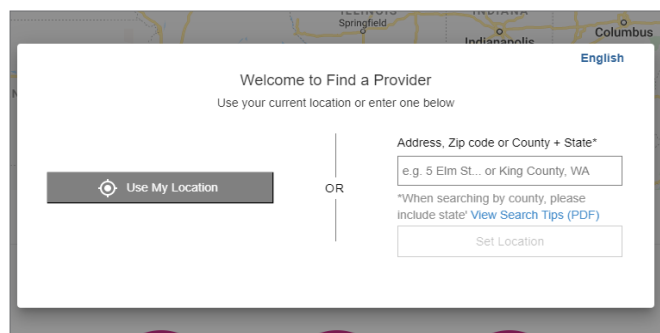 Springfield
Columbus
Indianapolis
English
Welcome to Find a Provider
Use your current location or enter one below
Address, Zip code or County + State*
Use My Location
OR
e.g. 5 Elm St... or King County, WA
*When searching by county, please
include state' View Search Tips (PDF)
Set Location